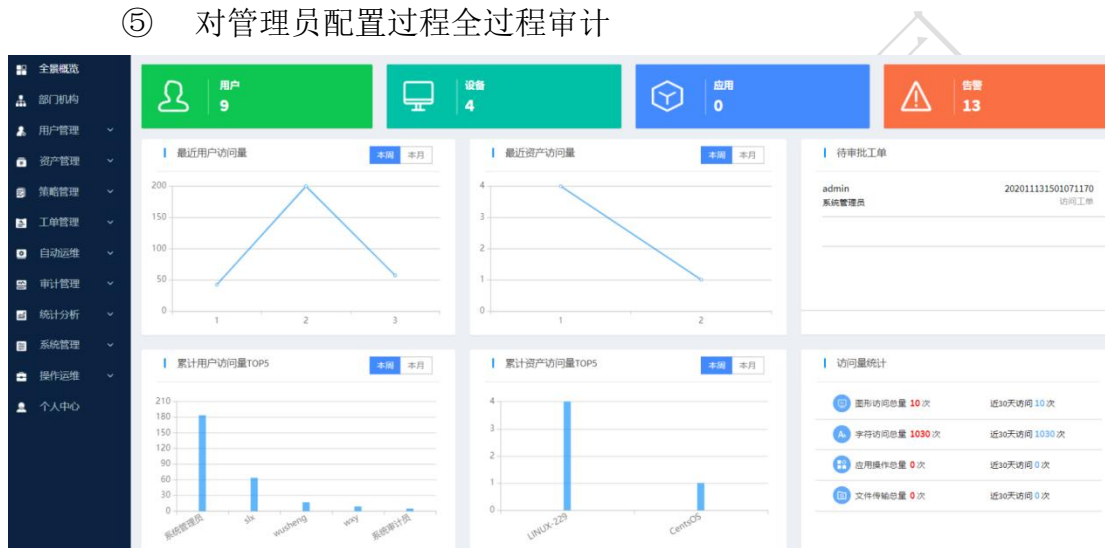 ⑤ 对管理员配置过程全过程审计
全景概览
部门机构
用户管理
资产管理
策略管理
工单管理
自动运维
审计管理
统计分析
系统管理
操作运维
个人中心
用户
9
设备
4
应用
0
告警
13
最近用户访问量 本周 本月
200
150
100
50
0
1 2 3
最近资产访问量 本周 本月
4
3
2
1
0
1 2
待审批工单
admin 202011131501071170
系统管理员 访问工单
累计用户访问量TOP5 本周 本月
210
180
150
120
90
60
30
0
系统管理员 slx wusheng wxy 系统审计员
累计资产访问量TOP5 本周 本月
4
3
2
1
0
LINUX-229 CentsOS
访问量统计
图形访问总量 10 次 近30天访问 10 次
字符访问总量 1030 次 近30天访问 1030 次
应用操作总量 0 次 近30天访问 0 次
文件传输总量 0 次 近30天访问 0 次